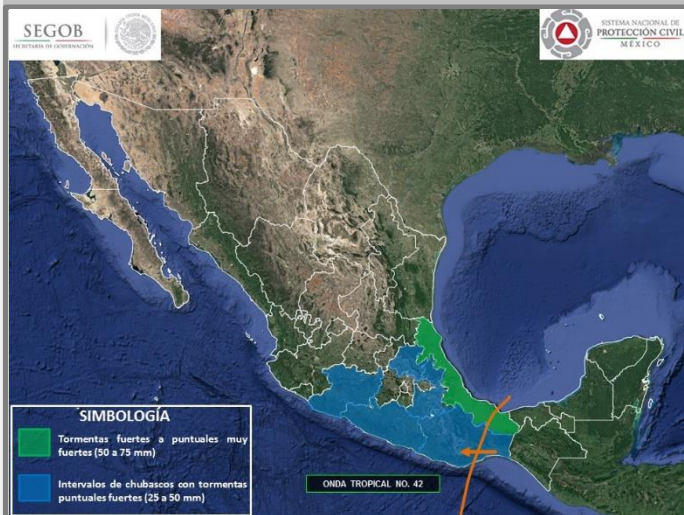 SEGOB
SECRETARÍA DE GOBERNACIÓN
SISTEMA NACIONAL DE
PROTECCIÓN CIVIL
MÉXICO
SIMBOLOGÍA
Tormentas fuertes a puntuales muy
fuertes (50 a 75 mm)
Intervalos de chubascos con tormentas
puntuales fuertes (25 a 50 mm)
ONDA TROPICAL NO. 42